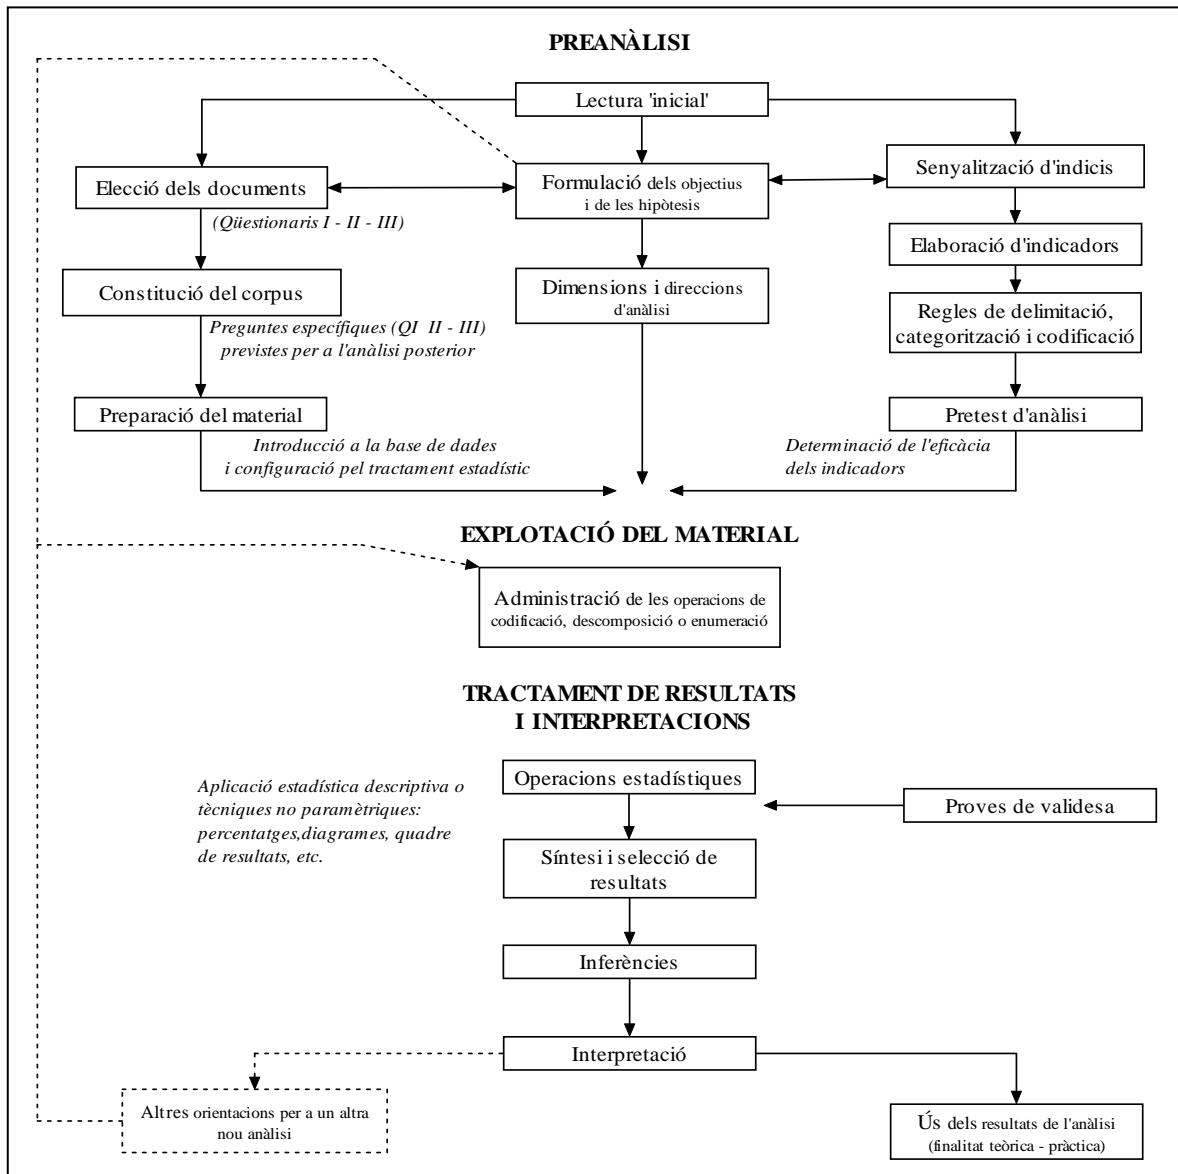 PREANÀLISI
Lectura 'inicial'
Elecció dels documents
Formulació dels objectius
i de les hipòtesis
Senyalització d'indicis
(Qüestionaris I - II - III)
Elaboració d'indicadors
Constitució del corpus
Dimensions i direccions
d'anàlisi
Regles de delimitació,
categorització i codificació
Preguntes específiques (QI  II - III)
previstes per a l'anàlisi posterior
Preparació del material
Pretest d'anàlisi
Introducció a la base de dades
i configuració pel tractament estadístic
Determinació de l'eficàcia
dels indicadors
EXPLOTACIÓ DEL MATERIAL
Administració de les operacions de
codificació, descomposició o enumeració
TRACTAMENT DE RESULTATS
I INTERPRETACIONS
Operacions estadístiques
Aplicació estadística descriptiva o
tècniques no paramètriques:
percentatges,diagrames, quadre
de resultats, etc.
Proves de validesa
Síntesi i selecció de
resultats
Inferències
Interpretació
Altres orientacions per a un altra
nou anàlisi
Ús dels resultats de l'anàlisi
(finalitat teòrica - pràctica)